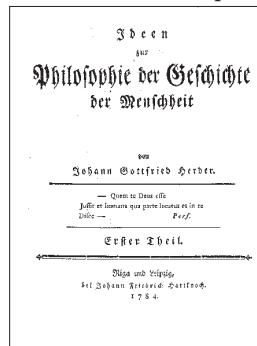 Ideen
zur
Philosophie der Geschichte
der Menschheit
von
Johann Gottfried Herder.
— Quem te Deus esse
Jussit et humana qua parte locatus es in re
Disce — Pers.
Erster Theil.
Riga und Leipzig,
bei Johann Friedrich Hartknoch.
1784.